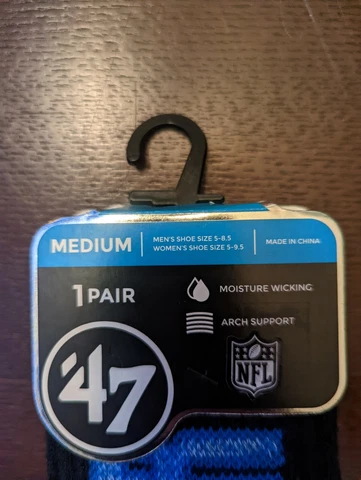 MEDIUM
MEN'S SHOE SIZE 5-8.5
WOMEN'S SHOE SIZE 5-9.5
MADE IN CHINA
1 PAIR
MOISTURE WICKING
ARCH SUPPORT
'47
NFL